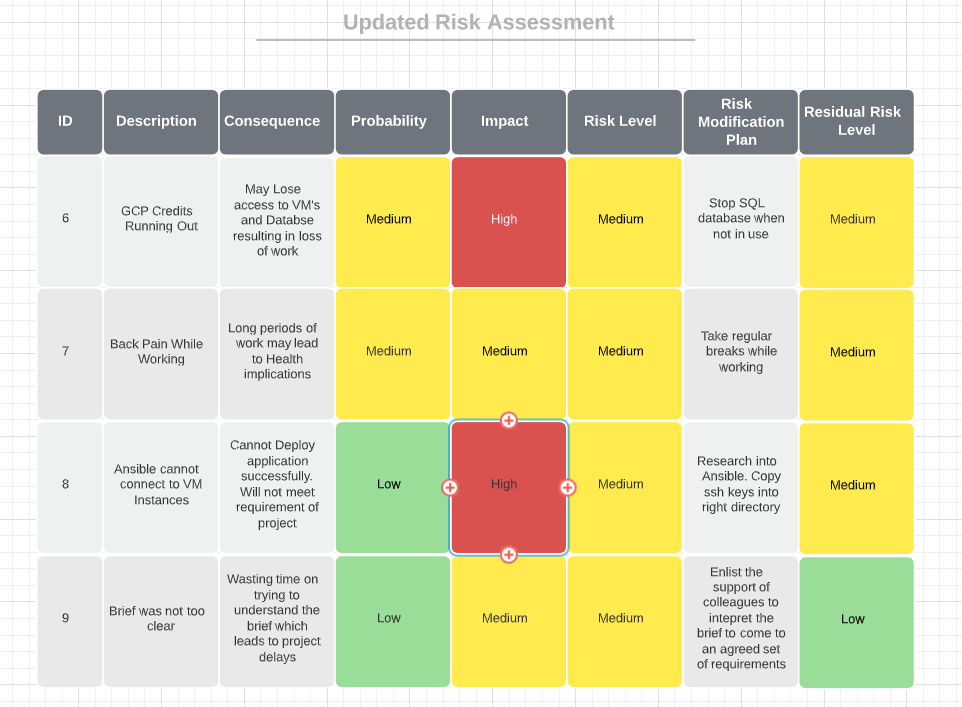 Updated Risk Assessment
ID
Description
Consequence
Probability
Impact
Risk Level
Risk
Modification
Plan
Residual Risk
Level
6
GCP Credits
Running Out
May Lose
access to VM's
and Databse
resulting in loss
of work
Medium
High
Medium
Stop SQL
database when
not in use
Medium
7
Back Pain While
Working
Long periods of
work may lead
to Health
implications
Medium
Medium
Medium
Take regular
breaks while
working
Medium
8
Ansible cannot
connect to VM
Instances
Cannot Deploy
application
successfully.
Will not meet
requirement of
project
Low
High
Medium
Research into
Ansible. Copy
ssh keys into
right directory
Medium
9
Brief was not too
clear
Wasting time on
trying to
understand the
brief which
leads to project
delays
Low
Medium
Medium
Enlist the
support of
colleagues to
intepret the
brief to come to
an agreed set
of requirements
Low